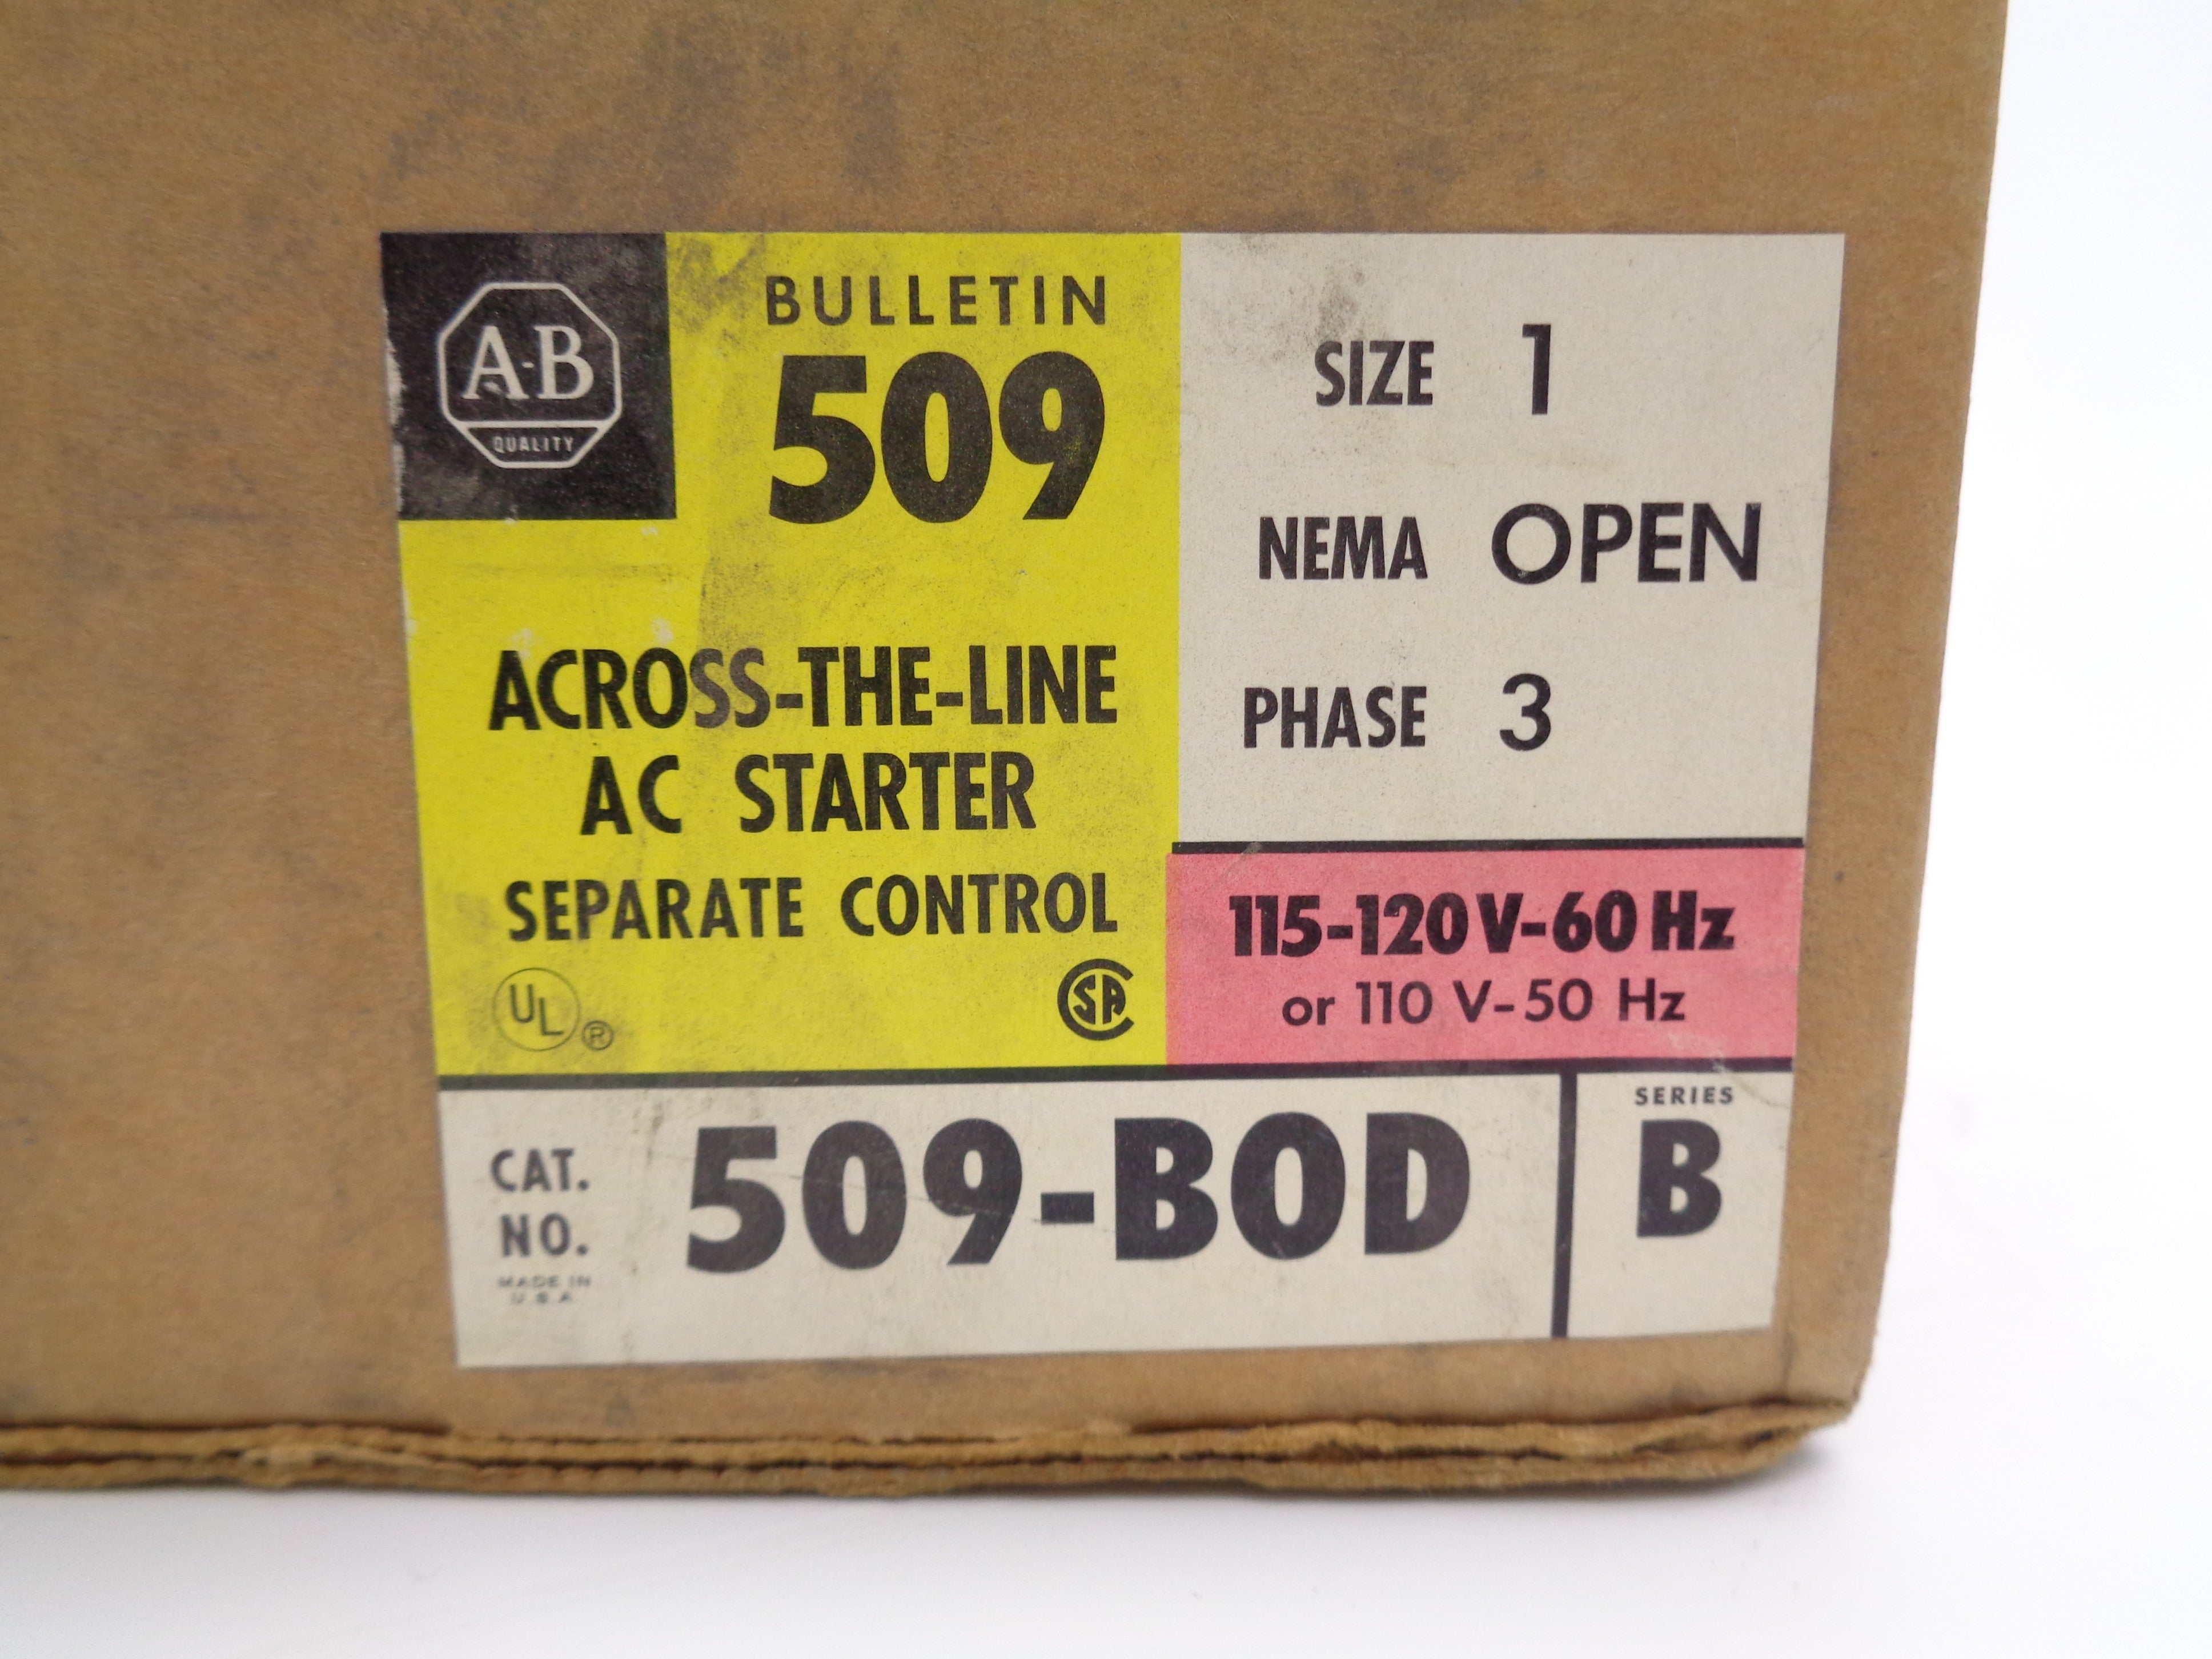 A-B
QUALITY
BULLETIN
509
ACROSS-THE-LINE
AC STARTER
SEPARATE CONTROL
UL ®
CSA
SIZE 1
NEMA OPEN
PHASE 3
115-120V-60Hz
or 110 V-50 Hz
CAT.
NO.
MADE IN
U.S.A.
509-BOD
SERIES
B